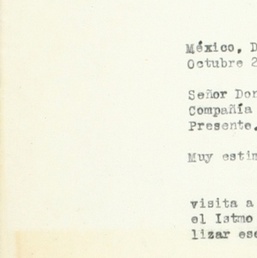 México, D
Octubre 2
Señor Don
Compañía
Presente.
Muy estim
visita a
el Istmo
lizar ese